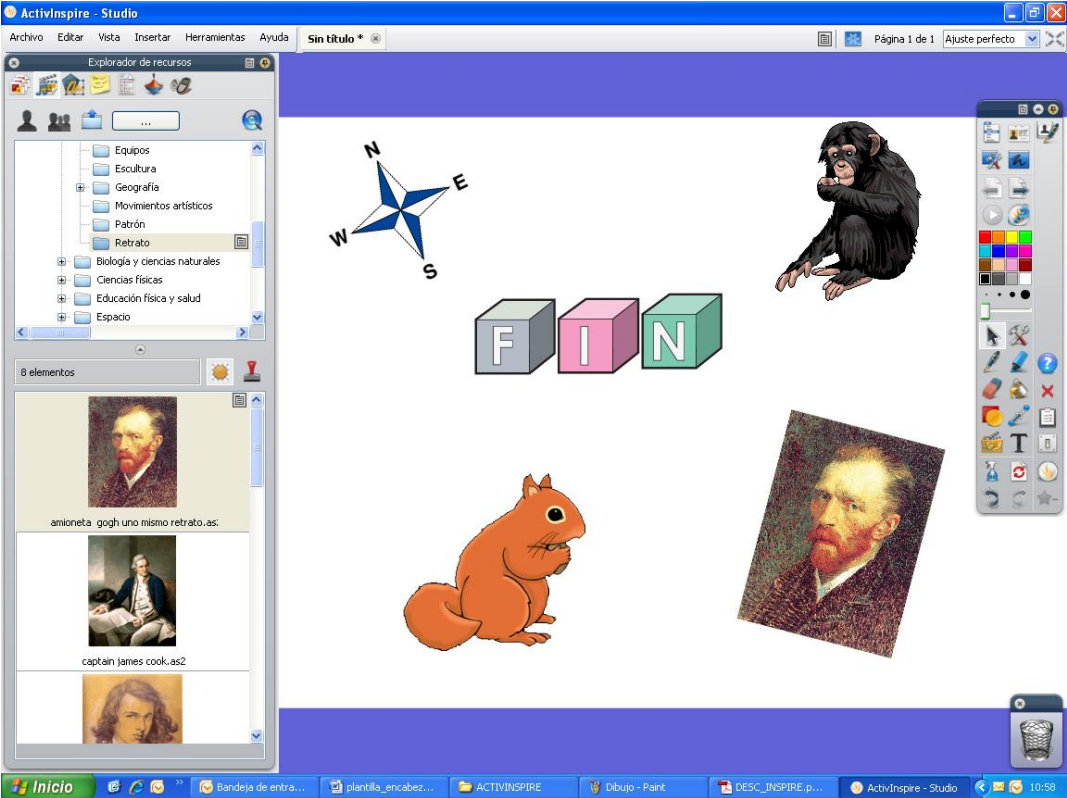 ActivInspire - Studio
Archivo Editar Vista Insertar Herramientas Ayuda Sin título * Página 1 de 1 Ajuste perfecto
Explorador de recursos
...
Equipos
Escultura
Geografía
Movimientos artísticos
Patrón
Retrato
Biología y ciencias naturales
Ciencias físicas
Educación física y salud
Espacio
8 elementos
amioneta gogh uno mismo retrato.as:
captain james cook.as2
N
E
W
S
F I N
T
Inicio Bandeja de entra... plantilla_encabez... ACTIVINSPIRE Dibujo - Paint DESC_INSPIRE.p... ActivInspire - Studio 10:58